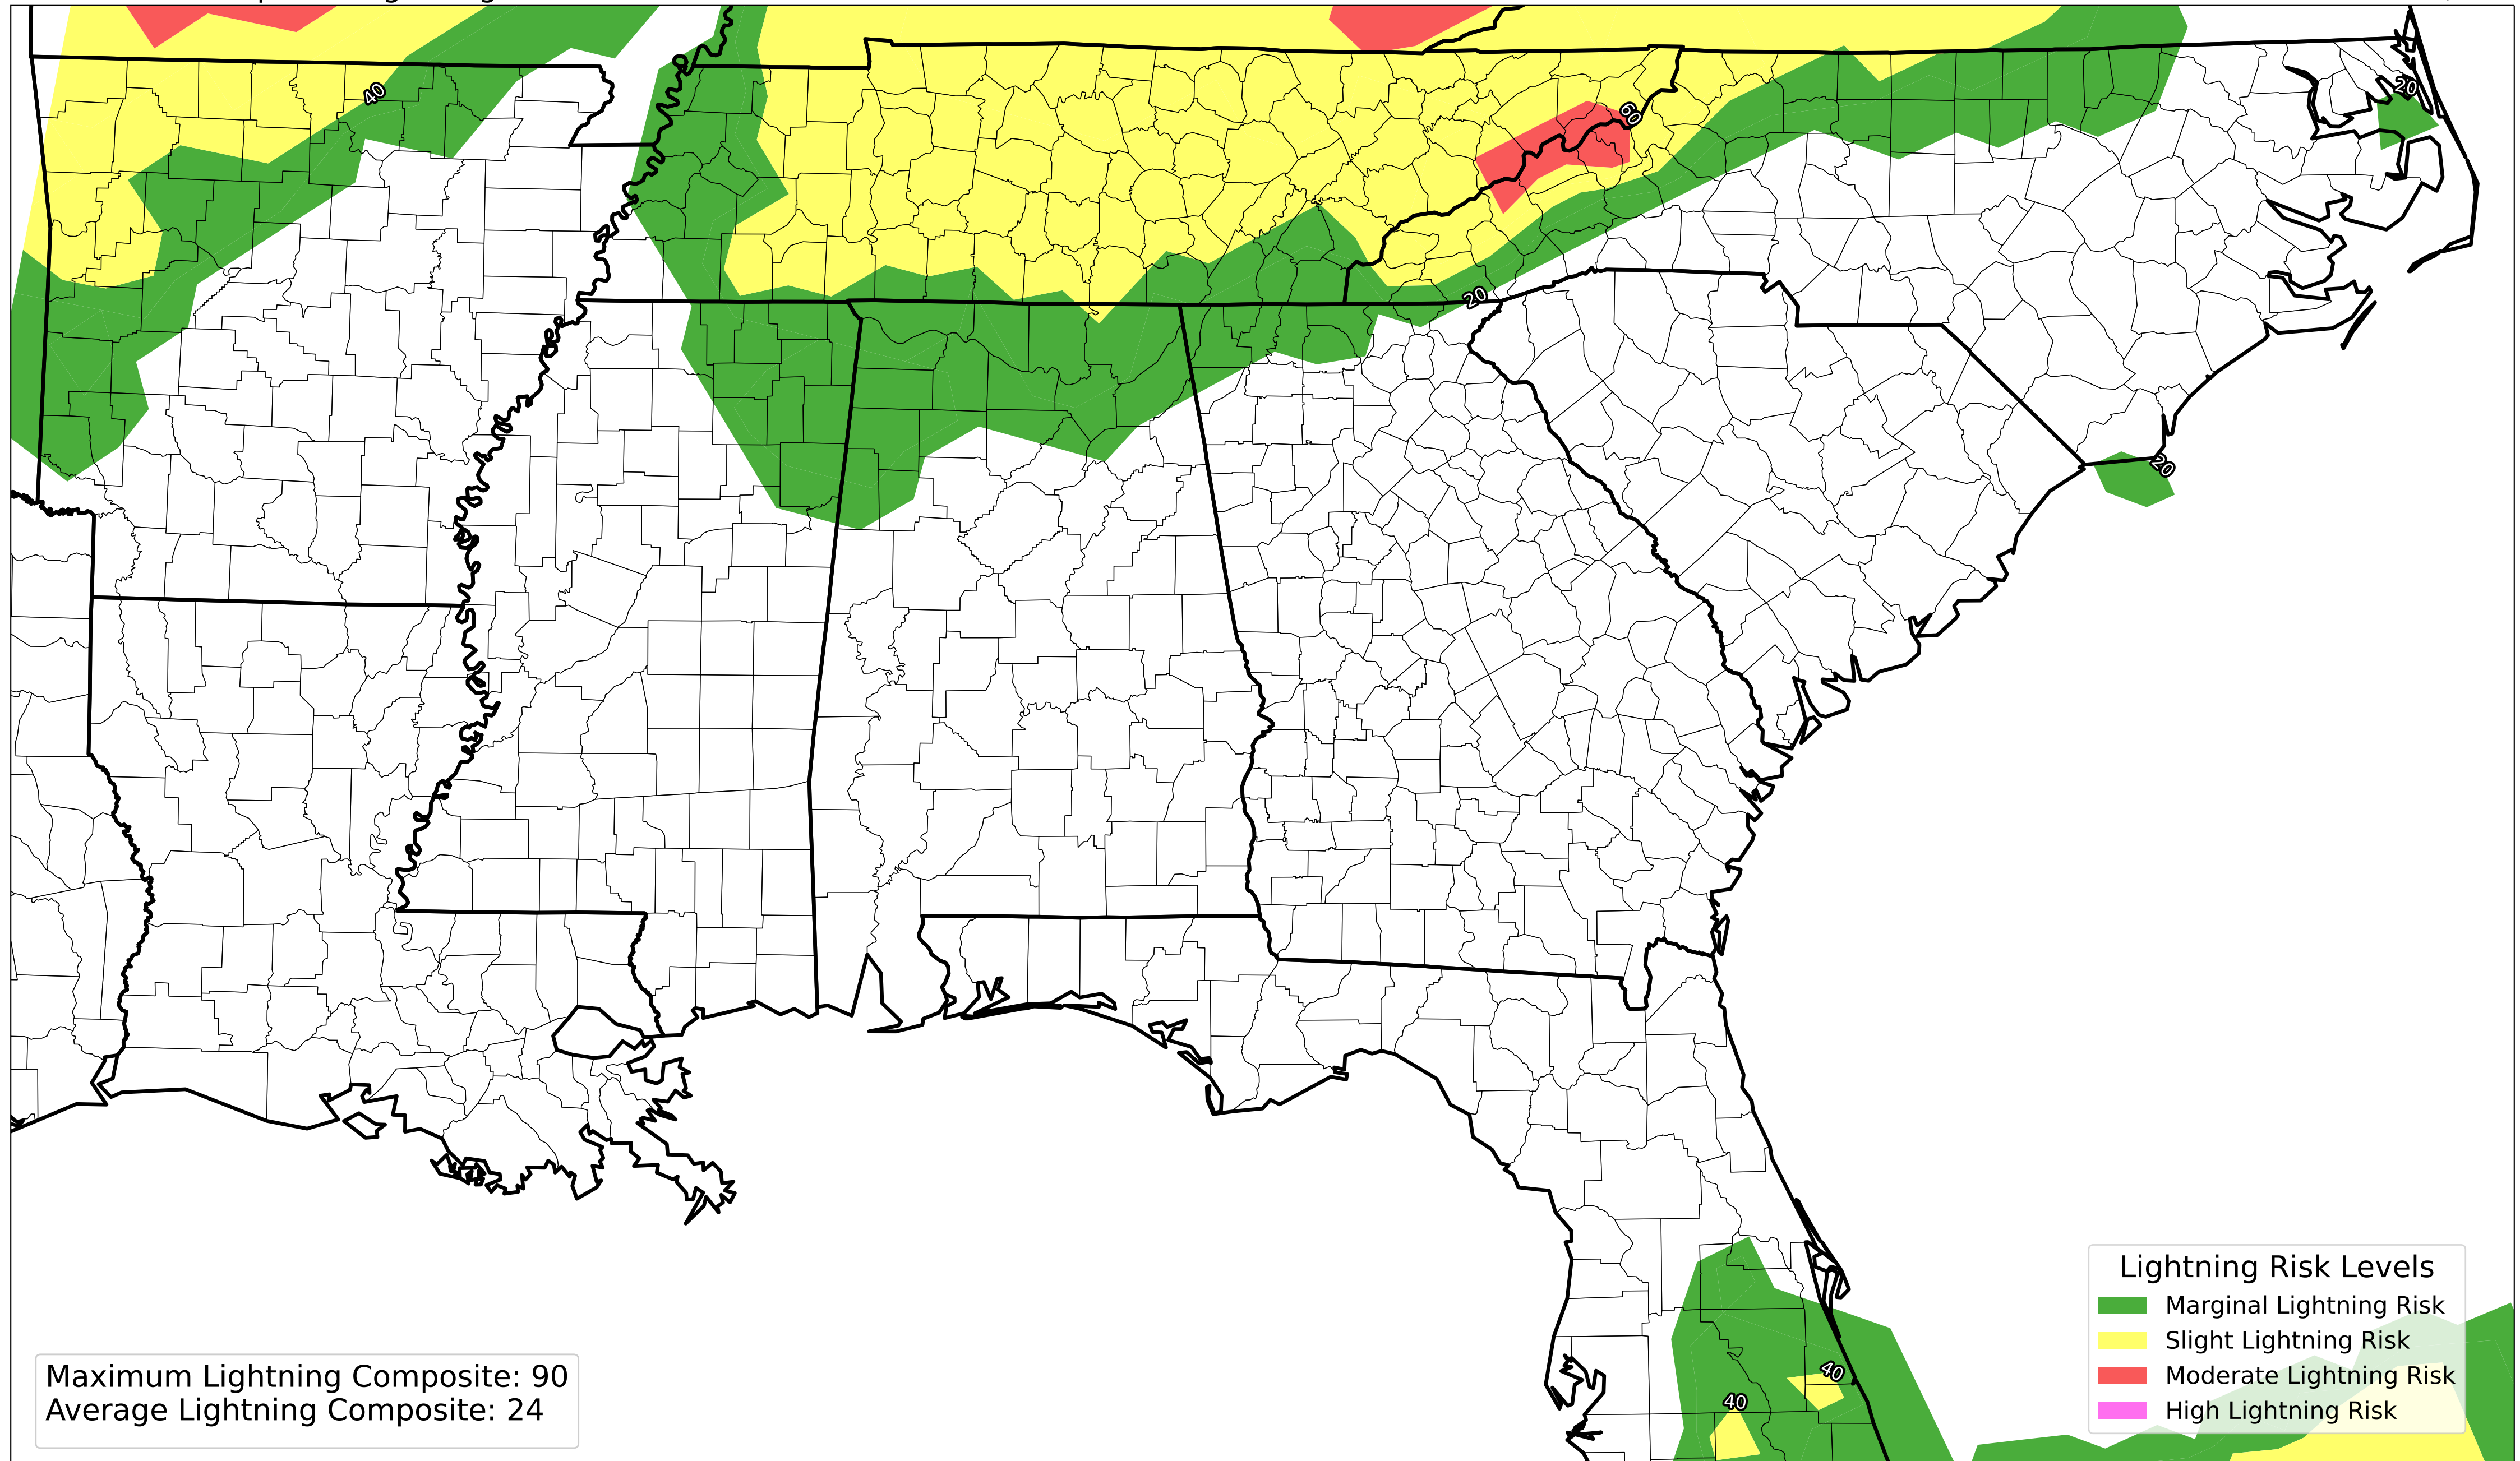 40
60
20
20
20
40
40
Lightning Risk Levels
Marginal Lightning Risk
Slight Lightning Risk
Moderate Lightning Risk
High Lightning Risk
Maximum Lightning Composite: 90
Average Lightning Composite: 24